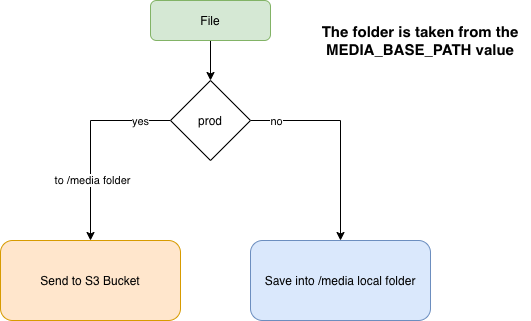 File
The folder is taken from the
MEDIA_BASE_PATH value
prod
yes
no
to /media folder
Send to S3 Bucket
Save into /media local folder